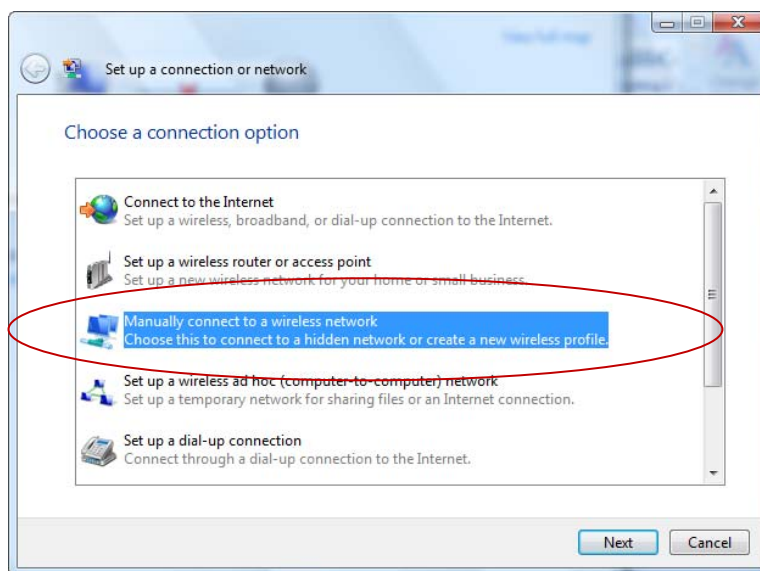 Set up a connection or network
Choose a connection option
Connect to the Internet
Set up a wireless, broadband, or dial-up connection to the Internet.
Set up a wireless router or access point
Set up a new wireless network for your home or small business.
Manually connect to a wireless network
Choose this to connect to a hidden network or create a new wireless profile.
Set up a wireless ad hoc (computer-to-computer) network
Set up a temporary network for sharing files or an Internet connection.
Set up a dial-up connection
Connect through a dial-up connection to the Internet.
Next
Cancel